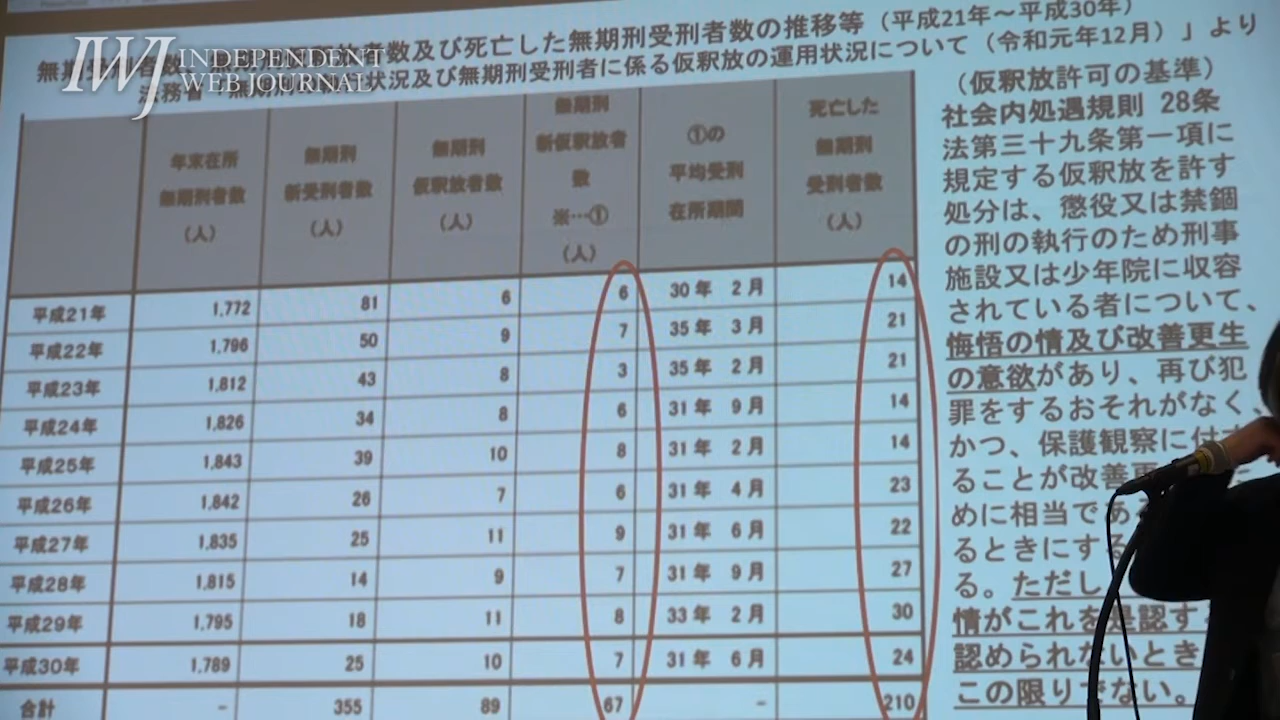 無期刑受刑者数及び死亡した無期刑受刑者数の推移等（平成21年～平成30年）
状況及び無期刑受刑者に係る仮釈放の運用状況について（令和元年12月）」より
IWJ INDEPENDENT
WEB JOURNAL
年末在所 無期刑者数 （人）
無期刑 新受刑者数 （人）
無期刑 仮釈放者数 （人）
無期刑 新仮釈放者数 ※…① （人）
①の 平均受刑 在所期間
死亡した 無期刑 受刑者数 （人）
平成21年 1,772 81 6 6 30年 2月 14
平成22年 1,796 50 9 7 35年 3月 21
平成23年 1,812 43 8 3 35年 2月 21
平成24年 1,826 34 8 6 31年 9月 14
平成25年 1,843 39 10 8 31年 2月 14
平成26年 1,842 26 7 6 31年 4月 23
平成27年 1,835 25 11 9 31年 6月 22
平成28年 1,815 14 9 7 31年 9月 27
平成29年 1,795 18 11 8 33年 2月 30
平成30年 1,789 25 10 7 31年 6月 24
合計 - 355 89 67 - 210
（仮釈放許可の基準）
社会内処遇規則 28条
法第三十九条第一項に
規定する仮釈放を許す
処分は、懲役又は禁錮
の刑の執行のため刑事
施設又は少年院に収容
されている者について、
悔悟の情及び改善更生
の意欲があり、再び犯
罪をするおそれがなく、
かつ、保護観察に付す
ることが改善
めに相当であ
るときにす
る。ただし
情がこれを是認す
認められないとき
この限りでない。